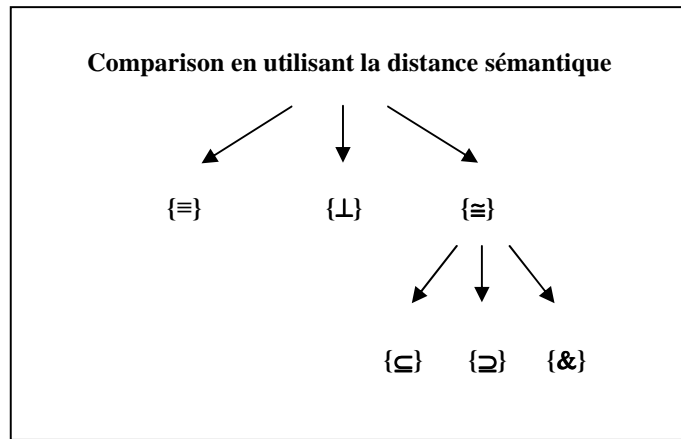 Comparison en utilisant la distance sémantique
{≡} {⊥} {≅}
{⊆} {⊇} {&}